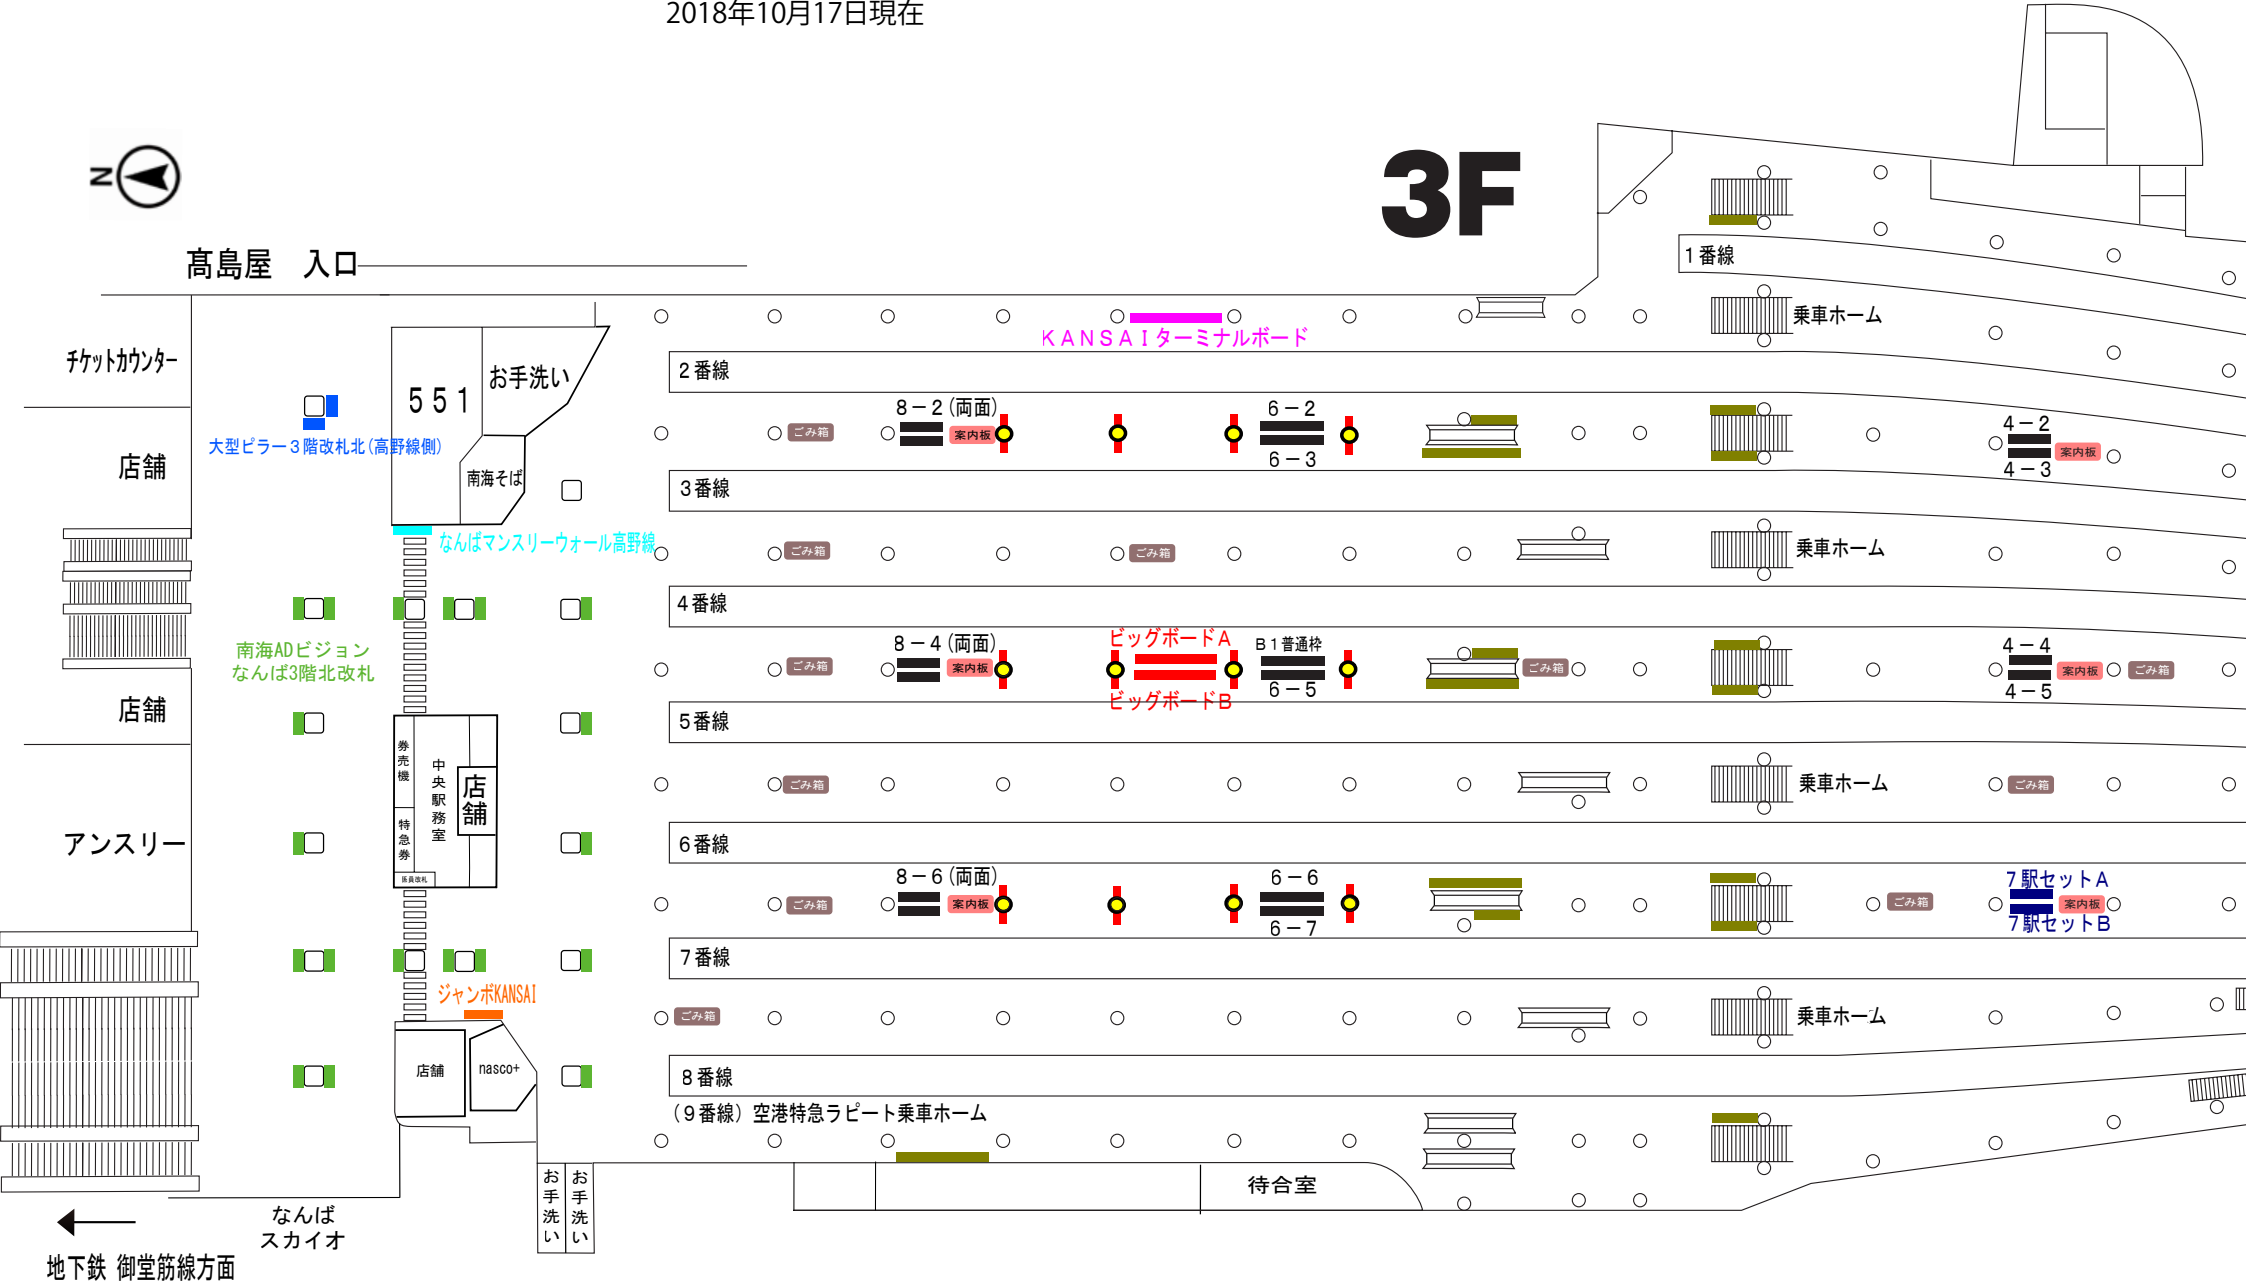 2018年10月17日現在
N
3F
髙島屋　入口
1番線
乗車ホーム
チケットカウンター
551
お手洗い
KANSAIターミナルボード
2番線
大型ピラー3階改札北(高野線側)
店舗
南海そば
ごみ箱
8－2(両面)
案内板
6－2
6－3
4－2
案内板
4－3
3番線
なんばマンスリーウォール高野線
ごみ箱
ごみ箱
乗車ホーム
4番線
南海ADビジョン
なんば3階北改札
ごみ箱
8－4(両面)
案内板
ビッグボードA
ビッグボードB
B1普通枠
6－5
ごみ箱
4－4
案内板
4－5
ごみ箱
店舗
5番線
券売機
中央駅務室
店舗
特急券
係員改札
ごみ箱
乗車ホーム
ごみ箱
アンスリー
6番線
ごみ箱
8－6(両面)
案内板
6－6
6－7
ごみ箱
7駅セットA
案内板
7駅セットB
7番線
ジャンボKANSAI
ごみ箱
乗車ホーム
店舗
nasco+
8番線
(9番線) 空港特急ラピート乗車ホーム
お手洗い
お手洗い
待合室
なんば
スカイオ
地下鉄 御堂筋線方面